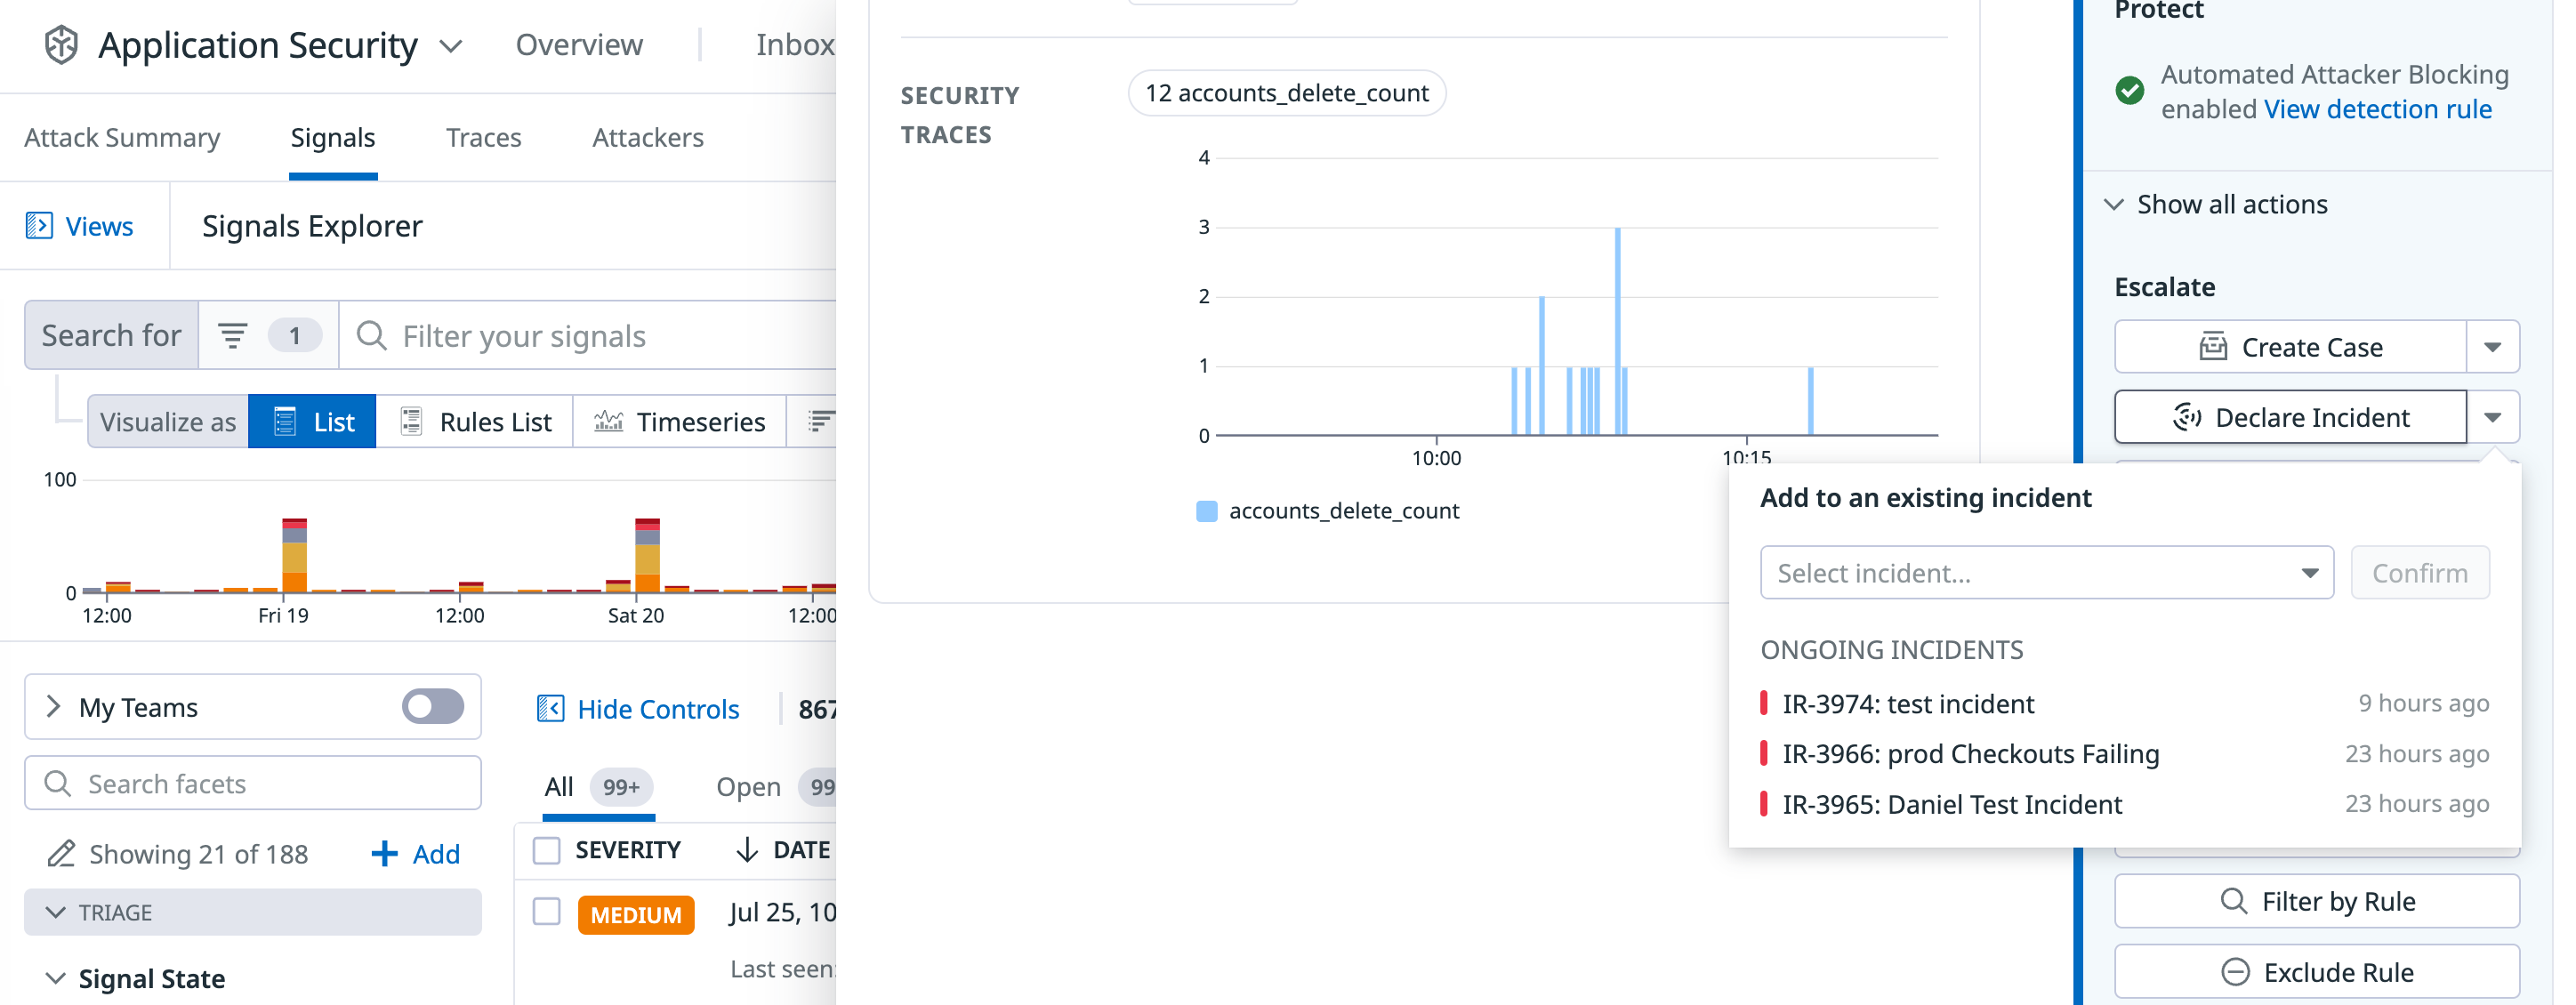 Application Security
Overview
Inbox
Attack Summary
Signals
Traces
Attackers
Views
Signals Explorer
Search for
1
Filter your signals
Visualize as
List
Rules List
Timeseries
100
0
12:00
Fri 19
12:00
Sat 20
12:00
My Teams
Search facets
Showing 21 of 188
Add
TRIAGE
Signal State
Hide Controls
867
All 99+
Open 99
SEVERITY
DATE
MEDIUM
Jul 25, 10
Last seen:
SECURITY
TRACES
12 accounts_delete_count
4
3
2
1
0
10:00
10:15
accounts_delete_count
Protect
Automated Attacker Blocking
enabled View detection rule
Show all actions
Escalate
Create Case
Declare Incident
Add to an existing incident
Select incident...
Confirm
ONGOING INCIDENTS
IR-3974: test incident
9 hours ago
IR-3966: prod Checkouts Failing
23 hours ago
IR-3965: Daniel Test Incident
23 hours ago
Filter by Rule
Exclude Rule